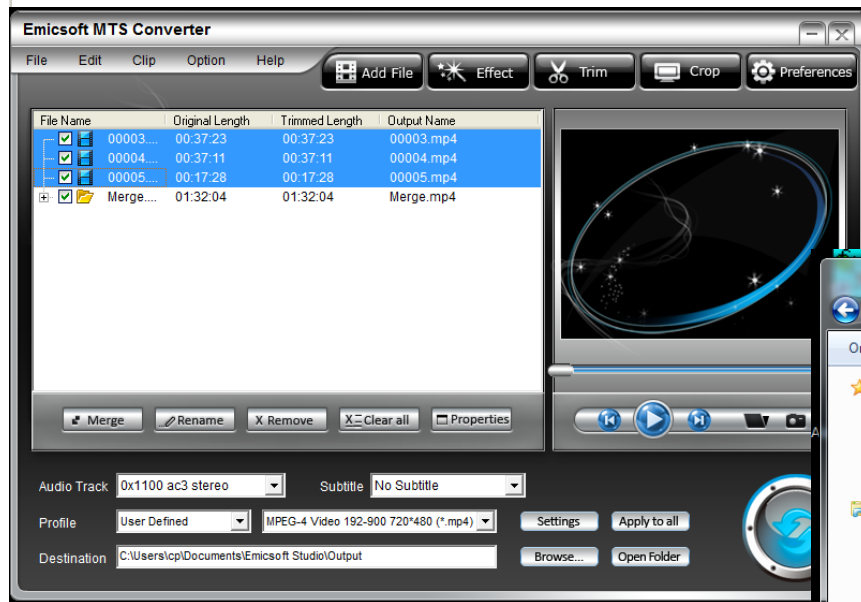 Emicsoft MTS Converter
File Edit Clip Option Help
Add File Effect Trim Crop Preferences
File Name Original Length Trimmed Length Output Name
00003.... 00:37:23 00:37:23 00003.mp4
00004.... 00:37:11 00:37:11 00004.mp4
00005.... 00:17:28 00:17:28 00005.mp4
Merge.... 01:32:04 01:32:04 Merge.mp4
Merge Rename X Remove X Clear all Properties
Audio Track 0x1100 ac3 stereo Subtitle No Subtitle
Profile User Defined MPEG-4 Video 192-900 720*480 (*.mp4) Settings Apply to all
Destination C:\Users\cp\Documents\Emicsoft Studio\Output Browse... Open Folder